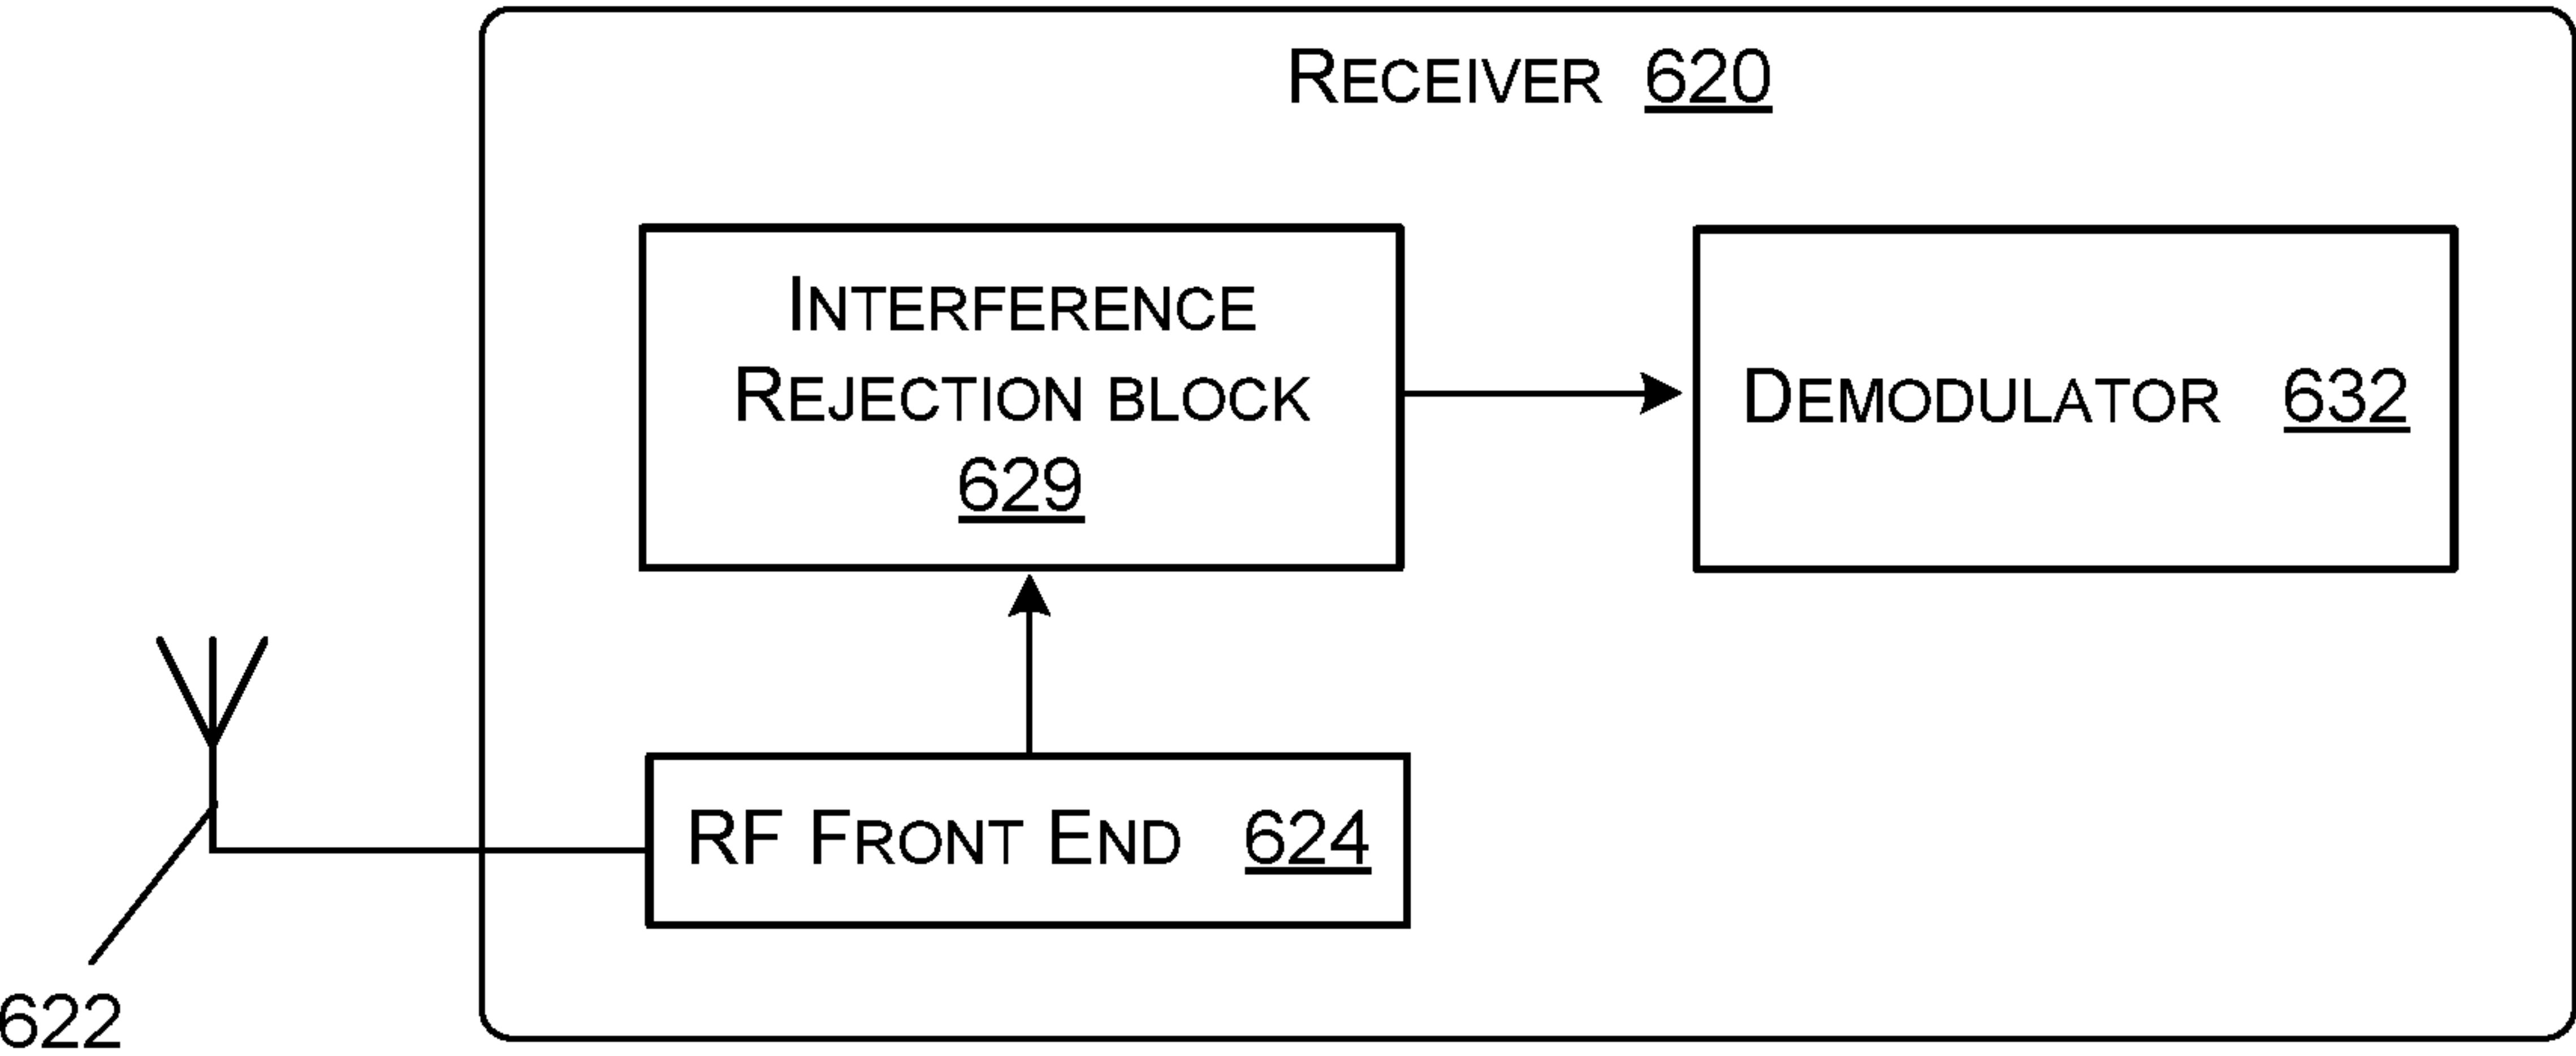 RECEIVER 620
INTERFERENCE
REJECTION BLOCK
629
DEMODULATOR 632
RF FRONT END 624
622